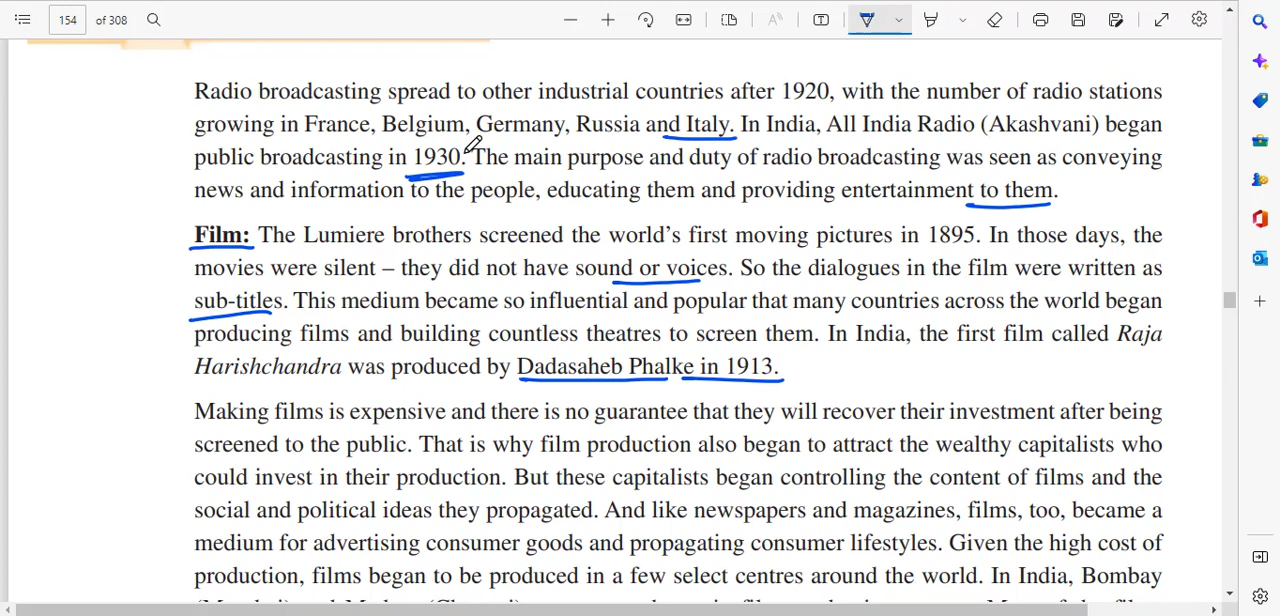 154 of 308
Radio broadcasting spread to other industrial countries after 1920, with the number of radio stations
growing in France, Belgium, Germany, Russia and Italy. In India, All India Radio (Akashvani) began
public broadcasting in 1930. The main purpose and duty of radio broadcasting was seen as conveying
news and information to the people, educating them and providing entertainment to them.
Film: The Lumiere brothers screened the world's first moving pictures in 1895. In those days, the
movies were silent – they did not have sound or voices. So the dialogues in the film were written as
sub-titles. This medium became so influential and popular that many countries across the world began
producing films and building countless theatres to screen them. In India, the first film called Raja
Harishchandra was produced by Dadasaheb Phalke in 1913.
Making films is expensive and there is no guarantee that they will recover their investment after being
screened to the public. That is why film production also began to attract the wealthy capitalists who
could invest in their production. But these capitalists began controlling the content of films and the
social and political ideas they propagated. And like newspapers and magazines, films, too, became a
medium for advertising consumer goods and propagating consumer lifestyles. Given the high cost of
production, films began to be produced in a few select centres around the world. In India, Bombay